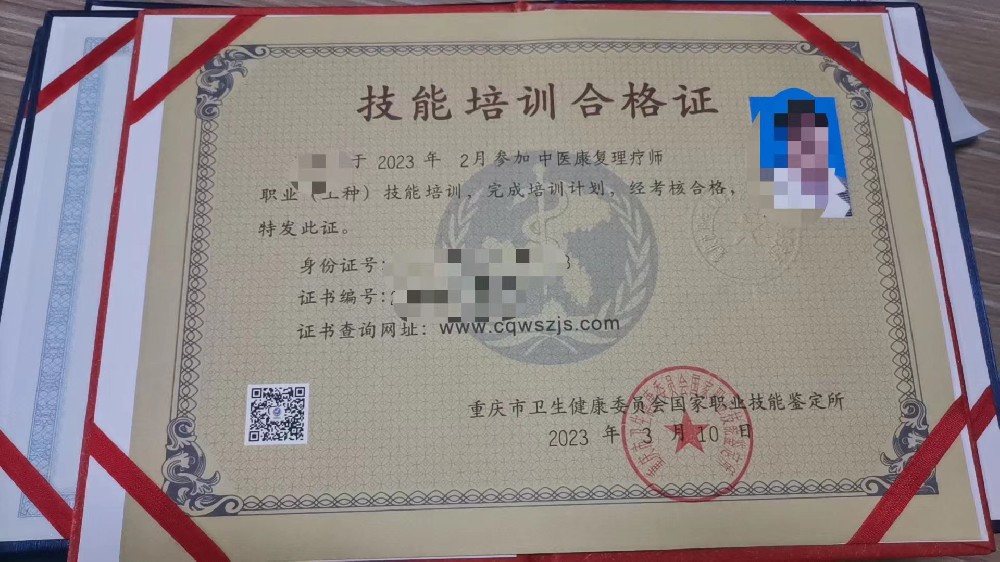 技能培训合格证
于 2023 年 2月参加中医康复理疗师
职业（工种）技能培训，完成培训计划，经考核合格，
特发此证。
身份证号：
证书编号：
证书查询网址：www.cqwszjs.com
重庆市卫生健康委员会国家职业技能鉴定所
2023 年 3 月 10 日